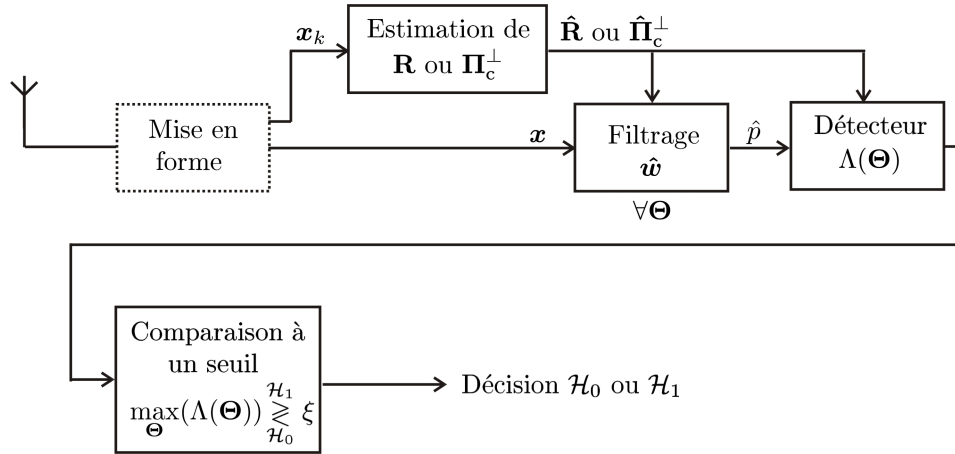 x_k
Estimation de
R ou Π_c^⊥
R̂ ou Π̂_c^⊥
Mise en
forme
x
Filtrage
ŵ
∀Θ
p̂
Détecteur
Λ(Θ)
Comparaison à
un seuil
max_Θ(Λ(Θ)) ≷_{ℋ_0}^{ℋ_1} ξ
Décision ℋ_0 ou ℋ_1